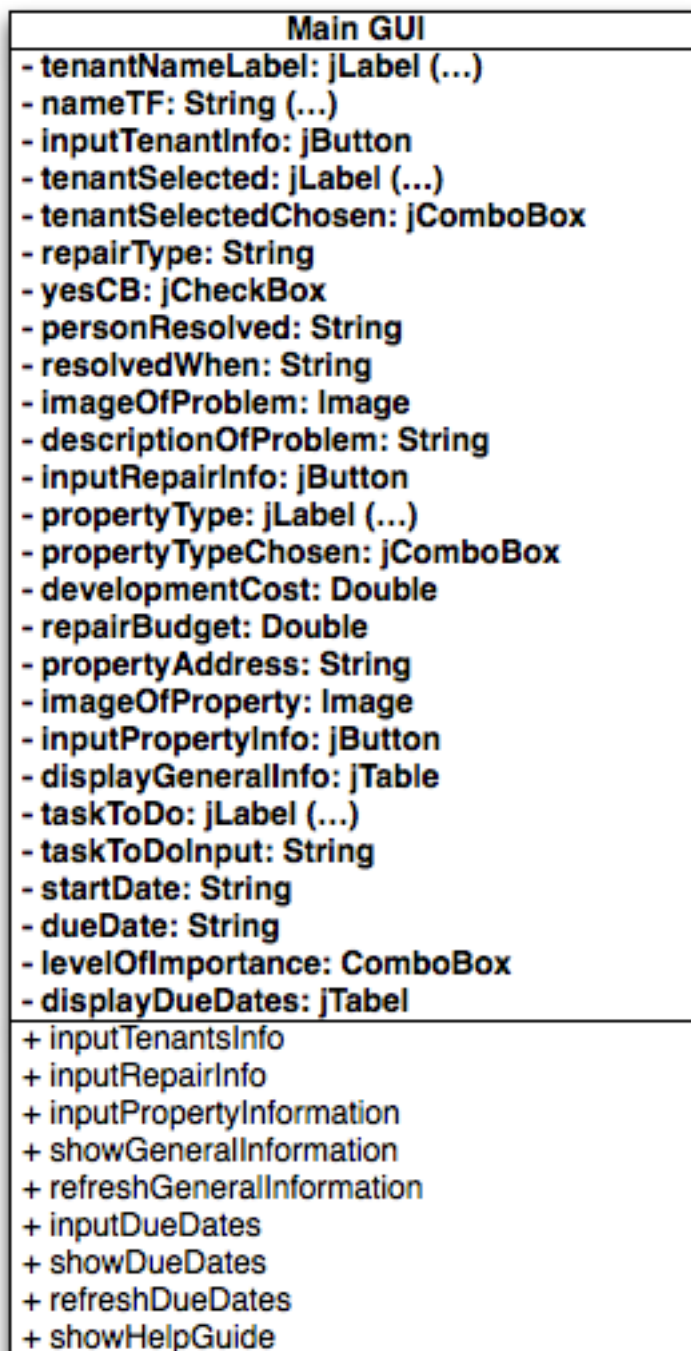 Main GUI
- tenantNameLabel: jLabel (...)
- nameTF: String (...)
- inputTenantInfo: jButton
- tenantSelected: jLabel (...)
- tenantSelectedChosen: jComboBox
- repairType: String
- yesCB: jCheckBox
- personResolved: String
- resolvedWhen: String
- imageOfProblem: Image
- descriptionOfProblem: String
- inputRepairInfo: jButton
- propertyType: jLabel (...)
- propertyTypeChosen: jComboBox
- developmentCost: Double
- repairBudget: Double
- propertyAddress: String
- imageOfProperty: Image
- inputPropertyInfo: jButton
- displayGeneralInfo: jTable
- taskToDo: jLabel (...)
- taskToDoInput: String
- startDate: String
- dueDate: String
- levelOfImportance: ComboBox
- displayDueDates: jTabel
+ inputTenantsInfo
+ inputRepairInfo
+ inputPropertyInformation
+ showGeneralInformation
+ refreshGeneralInformation
+ inputDueDates
+ showDueDates
+ refreshDueDates
+ showHelpGuide